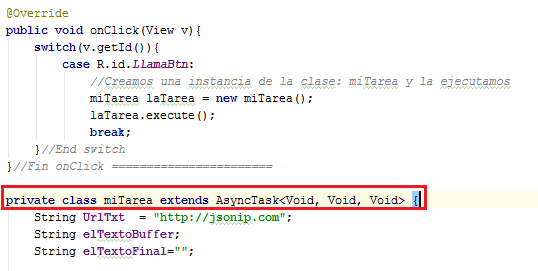 @Override
public void onClick(View v){
switch(v.getId()){
case R.id.LlamaBtn:
//Creamos una instancia de la clase: miTarea y la ejecutamos
miTarea laTarea = new miTarea();
laTarea.execute();
break;
}//End switch
}//Fin onClick =======================
private class miTarea extends AsyncTask<Void, Void, Void> {
String UrlTxt  = "http://jsonip.com";
String elTextoBuffer;
String elTextoFinal="";